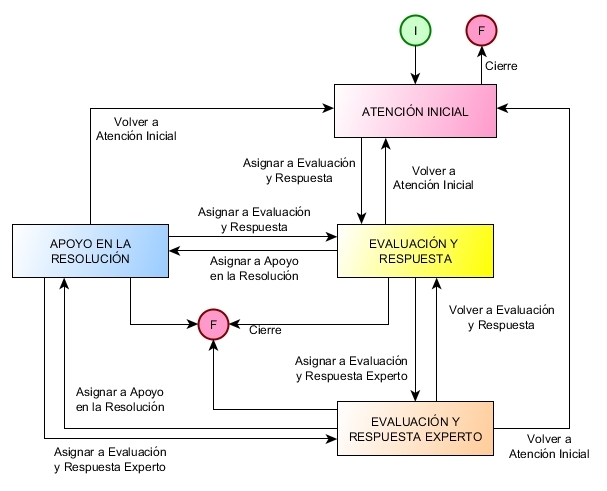 I
F
Cierre
ATENCIÓN INICIAL
Volver a
Atención Inicial
Asignar a Evaluación
y Respuesta
Volver a
Atención Inicial
Asignar a Evaluación
y Respuesta
APOYO EN LA
RESOLUCIÓN
EVALUACIÓN Y
RESPUESTA
Asignar a Apoyo
en la Resolución
F
Cierre
Volver a Evaluación
y Respuesta
Asignar a Evaluación
y Respuesta Experto
Asignar a Apoyo
en la Resolución
EVALUACIÓN Y
RESPUESTA EXPERTO
Asignar a Evaluación
y Respuesta Experto
Volver a
Atención Inicial